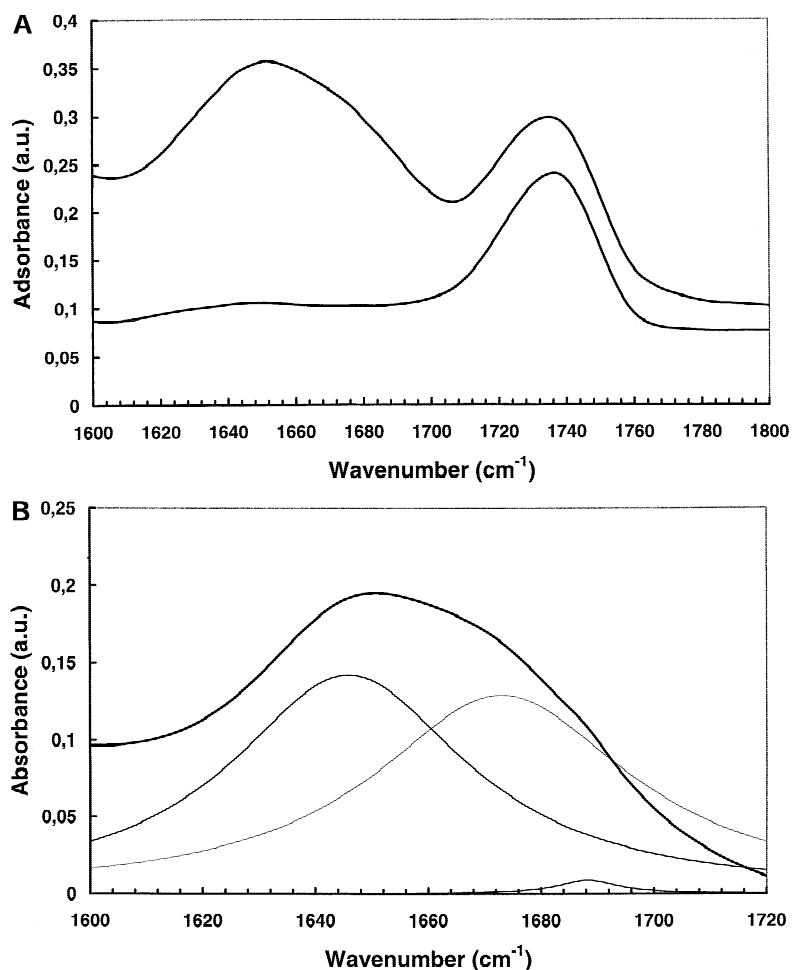 A
0,4
0,35
0,3
0,25
0,2
0,15
0,1
0,05
0
Adsorbance (a.u.)
1600 1620 1640 1660 1680 1700 1720 1740 1760 1780 1800
Wavenumber (cm-1)
B
0,25
0,2
0,15
0,1
0,05
0
Absorbance (a.u.)
1600 1620 1640 1660 1680 1700 1720
Wavenumber (cm-1)